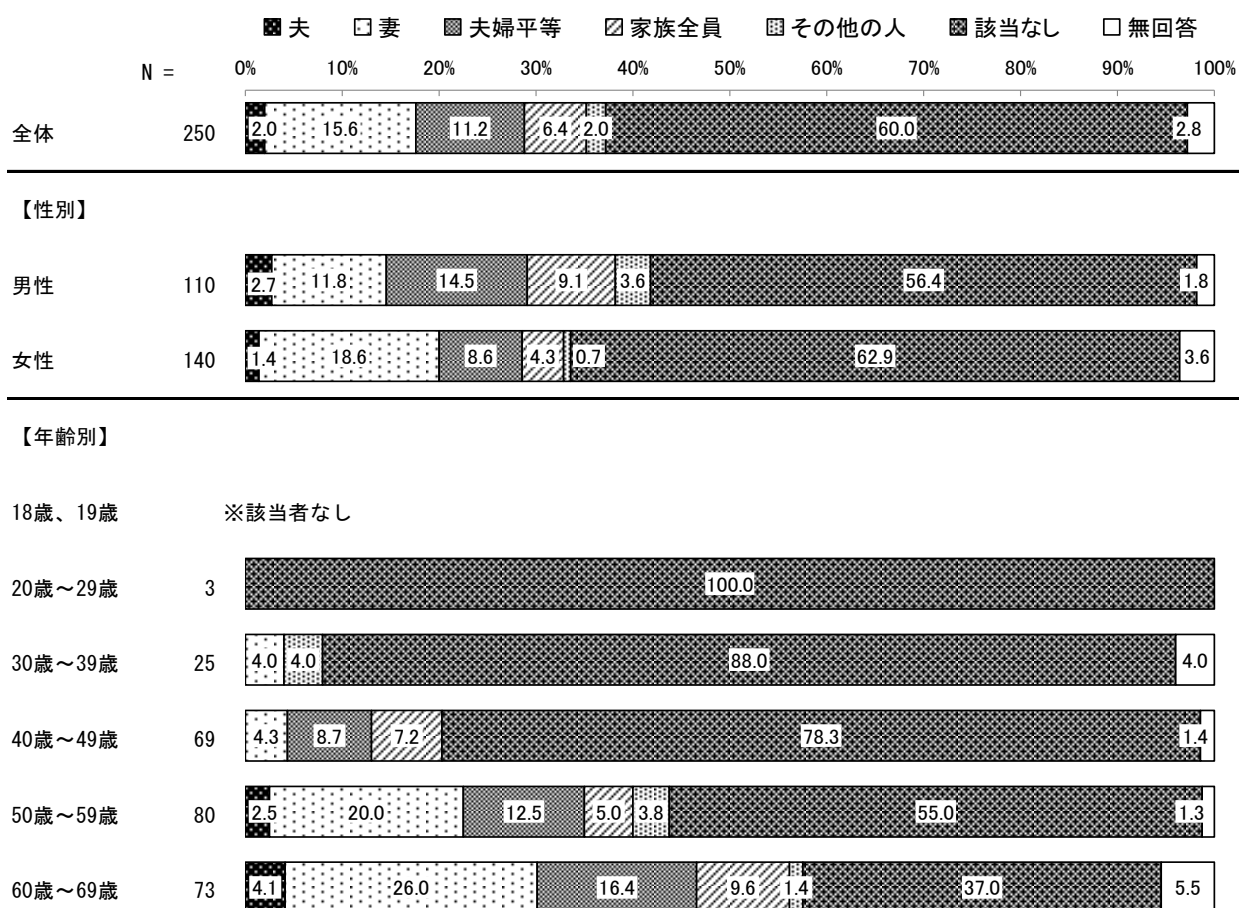 夫 妻 夫婦平等 家族全員 その他の人 該当なし 無回答
N = 0% 10% 20% 30% 40% 50% 60% 70% 80% 90% 100%
全体 250 2.0 15.6 11.2 6.4 2.0 60.0 2.8
【性別】
男性 110 2.7 11.8 14.5 9.1 3.6 56.4 1.8
女性 140 1.4 18.6 8.6 4.3 0.7 62.9 3.6
【年齢別】
18歳、19歳 ※該当者なし
20歳～29歳 3 100.0
30歳～39歳 25 4.0 4.0 88.0 4.0
40歳～49歳 69 4.3 8.7 7.2 78.3 1.4
50歳～59歳 80 2.5 20.0 12.5 5.0 3.8 55.0 1.3
60歳～69歳 73 4.1 26.0 16.4 9.6 1.4 37.0 5.5